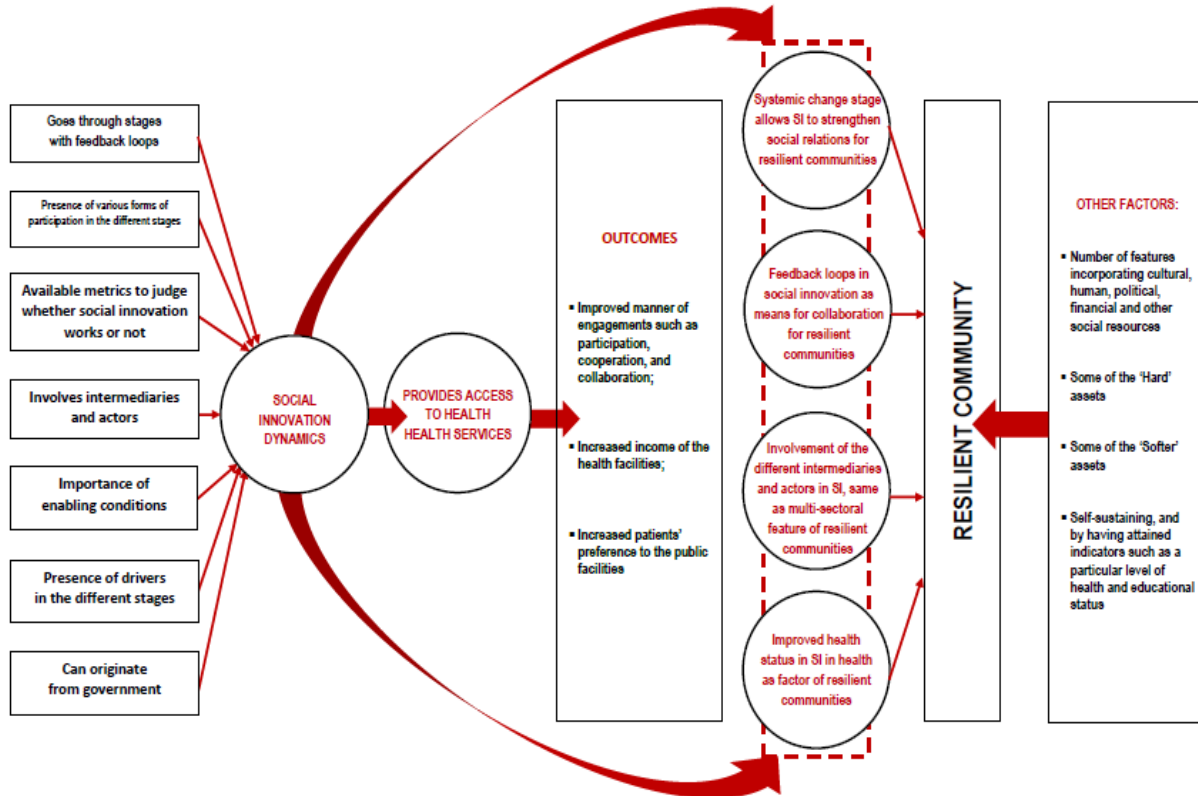 Goes through stages
with feedback loops
Presence of various forms of
participation in the different stages
Available metrics to judge
whether social innovation
works or not
Involves intermediaries
and actors
Importance of
enabling conditions
Presence of drivers
in the different stages
Can originate
from government
SOCIAL
INNOVATION
DYNAMICS
PROVIDES ACCESS
TO HEALTH
HEALTH SERVICES
OUTCOMES
▪ Improved manner of
engagements such as
participation,
cooperation, and
collaboration;
▪ Increased income of the
health facilities;
▪ Increased patients'
preference to the public
facilities
Systemic change stage
allows SI to strengthen
social relations for
resilient communities
Feedback loops in
social innovation as
means for collaboration
for resilient
communities
Involvement of the
different intermediaries
and actors in SI, same
as multi-sectoral
feature of resilient
communities
Improved health
status in SI in health
as factor of resilient
communities
RESILIENT COMMUNITY
OTHER FACTORS:
▪ Number of features
incorporating cultural,
human, political,
financial and other
social resources
▪ Some of the 'Hard'
assets
▪ Some of the 'Softer'
assets
▪ Self-sustaining, and
by having attained
indicators such as a
particular level of
health and educational
status